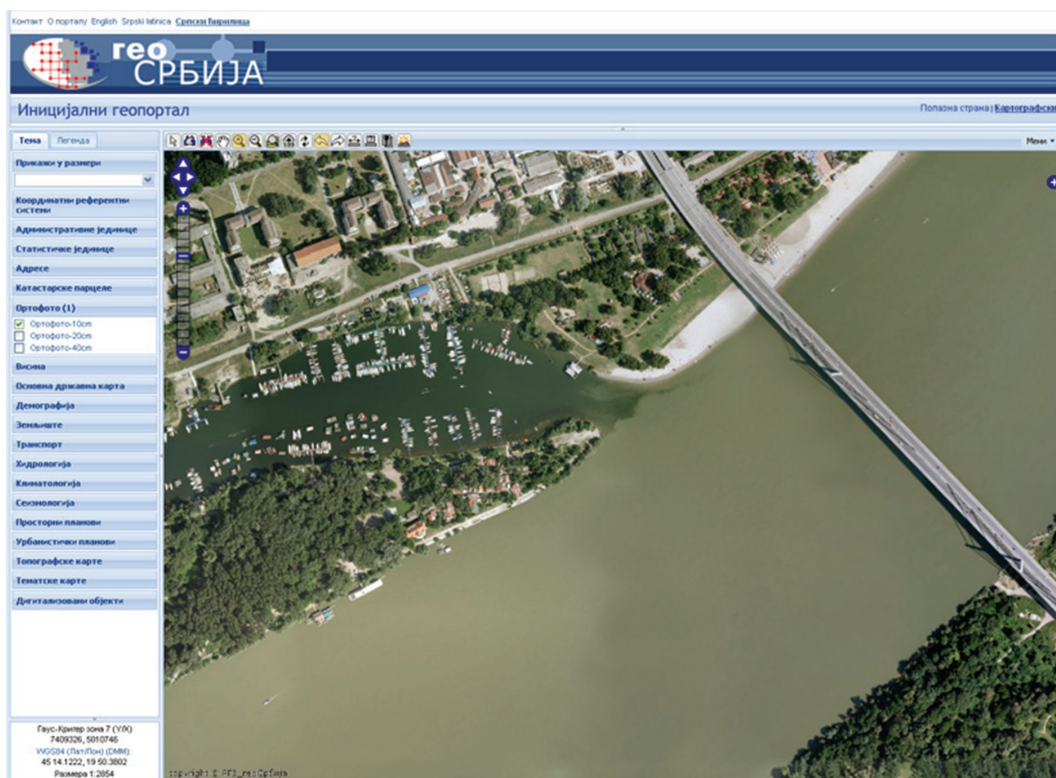 Контакт О порталу English Srpski latinica Српски ћирилица
гео
СРБИЈА
Иницијални геопортал
Полазна страна | Картографски
Тема Легенда
Мени
Прикажи у размери
Координатни референтни
системи
Административне јединице
Статистичке јединице
Адресе
Катастарске парцеле
Ортофото (1)
Ортофото-10cm
Ортофото-20cm
Ортофото-40cm
Висина
Основна државна карта
Демографија
Земљиште
Транспорт
Хидрологија
Климатологија
Сеизмологија
Просторни планови
Урбанистички планови
Топографске карте
Тематске карте
Дигитализовани објекти
Гаус-Кригер зона 7 (Y/X)
7409326, 5010746
WGS84 (Лат/Лон) (DMM)
45 14.1222, 19 50.3802
Размера 1:2854
copyright © РГЗ_геоСрбија